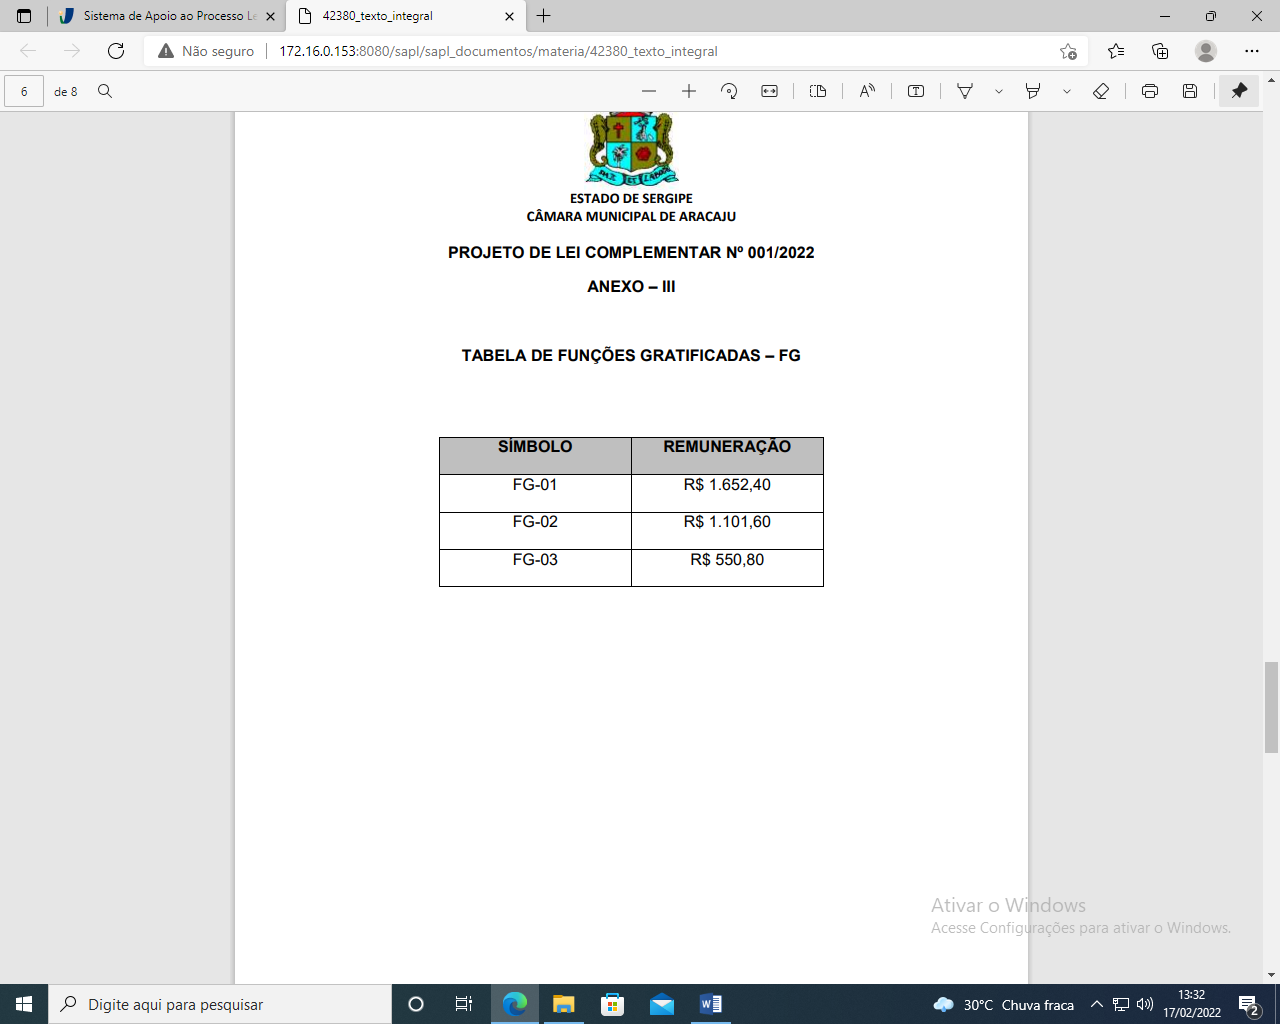 Sistema de Apoio ao Processo Le
42380_texto_integral
Não seguro
172.16.0.153:8080/sapl/sapl_documentos/materia/42380_texto_integral
6 de 8
ESTADO DE SERGIPE
CÂMARA MUNICIPAL DE ARACAJU
PROJETO DE LEI COMPLEMENTAR Nº 001/2022
ANEXO – III
TABELA DE FUNÇÕES GRATIFICADAS – FG
SÍMBOLO REMUNERAÇÃO
FG-01 R$ 1.652,40
FG-02 R$ 1.101,60
FG-03 R$ 550,80
Ativar o Windows
Acesse Configurações para ativar o Windows.
Digite aqui para pesquisar
30°C Chuva fraca
13:32
17/02/2022
2